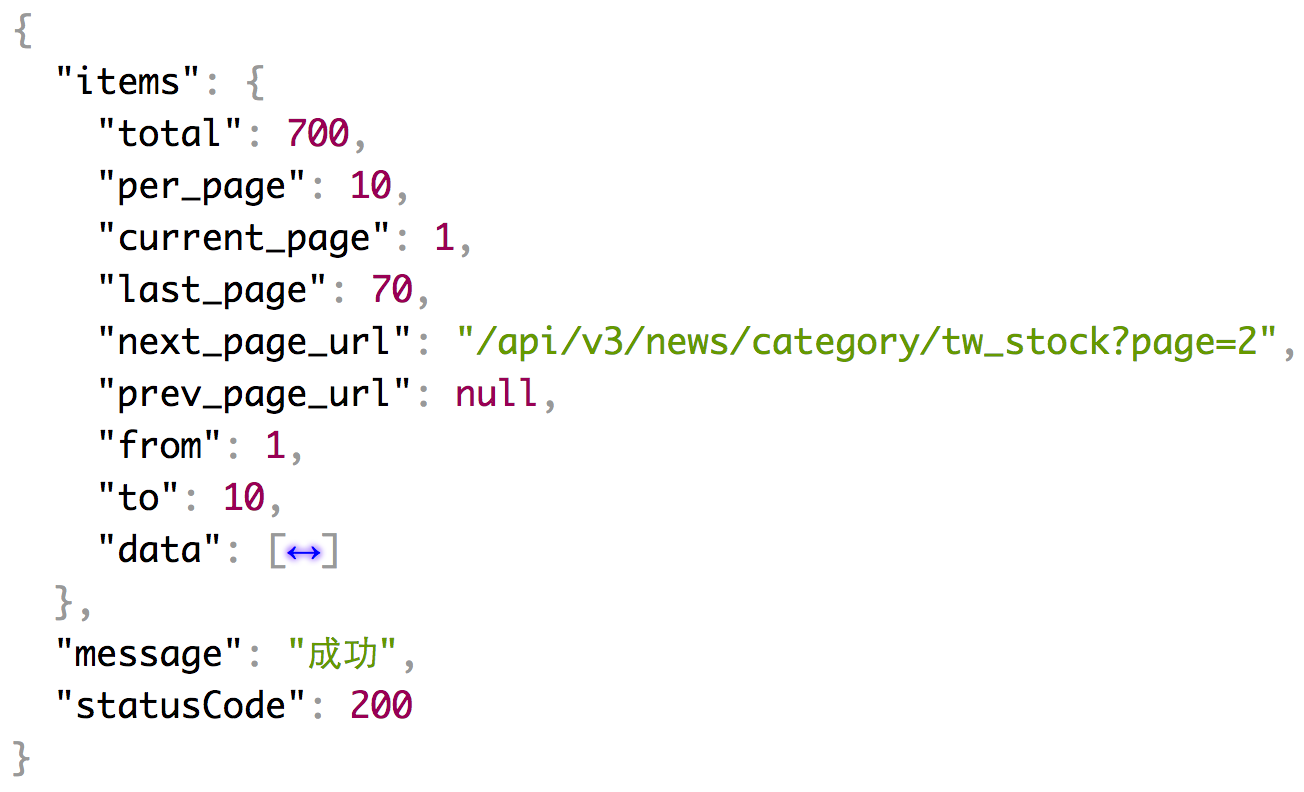 {
"items": {
"total": 700,
"per_page": 10,
"current_page": 1,
"last_page": 70,
"next_page_url": "/api/v3/news/category/tw_stock?page=2",
"prev_page_url": null,
"from": 1,
"to": 10,
"data": [↔]
},
"message": "成功",
"statusCode": 200
}